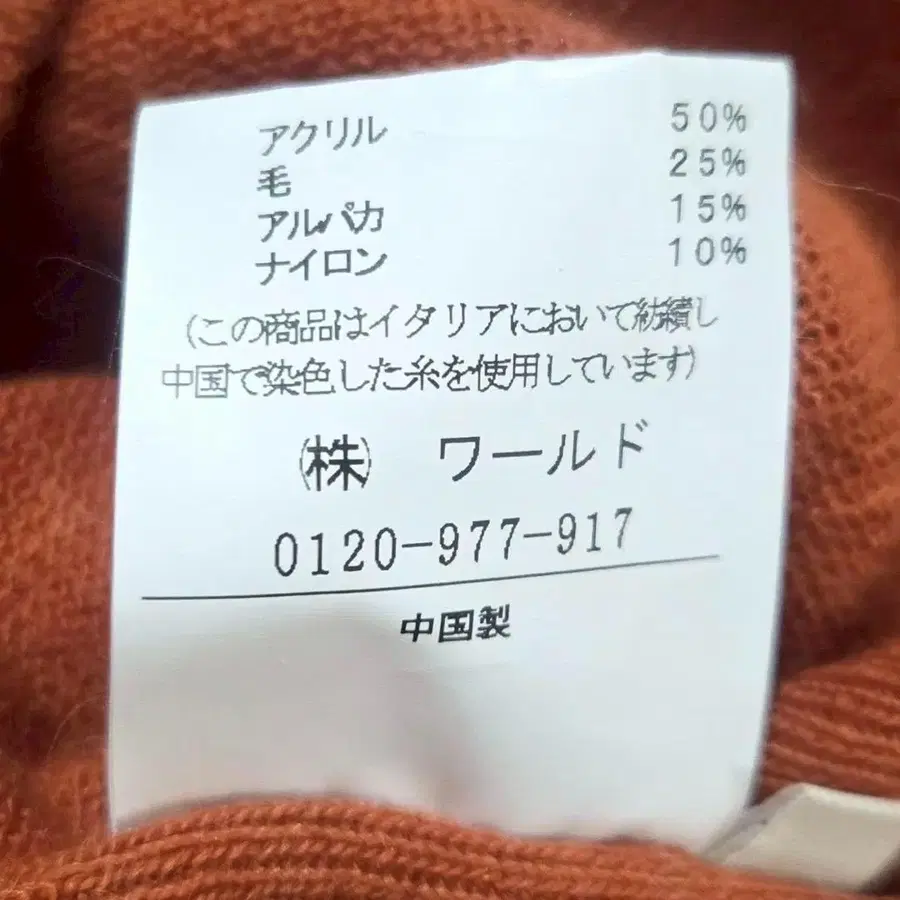 アクリル 50%
毛 25%
アルパカ 15%
ナイロン 10%
(この商品はイタリアにおいて紡績し
中国で染色した糸を使用しています)
㈱ ワールド
0120-977-917
中国製